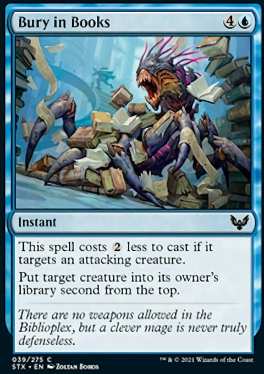 Bury in Books 4
Instant
This spell costs 2 less to cast if it
targets an attacking creature.
Put target creature into its owner's
library second from the top.
There are no weapons allowed in the
Biblioplex, but a clever mage is never truly
defenseless.
039/275 C
STX • EN Zoltan Boros
™ & © 2021 Wizards of the Coast